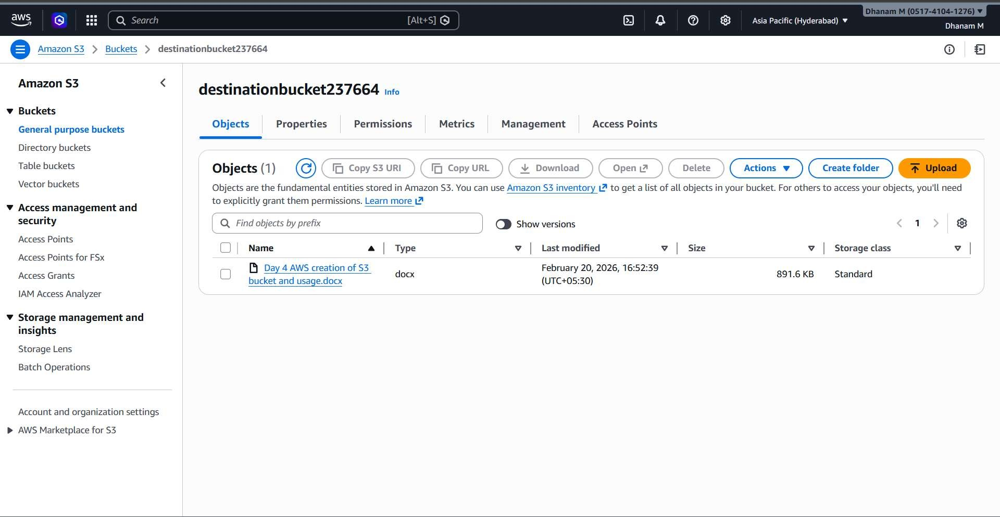 aws
Search
[Alt+S]
Asia Pacific (Hyderabad)
Dhanam M (0517-4104-1276)
Dhanam M
Amazon S3
Buckets
destinationbucket237664
Amazon S3
Buckets
General purpose buckets
Directory buckets
Table buckets
Vector buckets
Access management and
security
Access Points
Access Points for FSx
Access Grants
IAM Access Analyzer
Storage management and
insights
Storage Lens
Batch Operations
Account and organization settings
AWS Marketplace for S3
destinationbucket237664 Info
Objects Properties Permissions Metrics Management Access Points
Objects (1) Copy S3 URI Copy URL Download Open Delete Actions Create folder Upload
Objects are the fundamental entities stored in Amazon S3. You can use Amazon S3 inventory to get a list of all objects in your bucket. For others to access your objects, you'll need
to explicitly grant them permissions. Learn more
Find objects by prefix Show versions 1
Name Type Last modified Size Storage class
Day 4 AWS creation of S3
bucket and usage.docx
docx
February 20, 2026, 16:52:39
(UTC+05:30)
891.6 KB
Standard